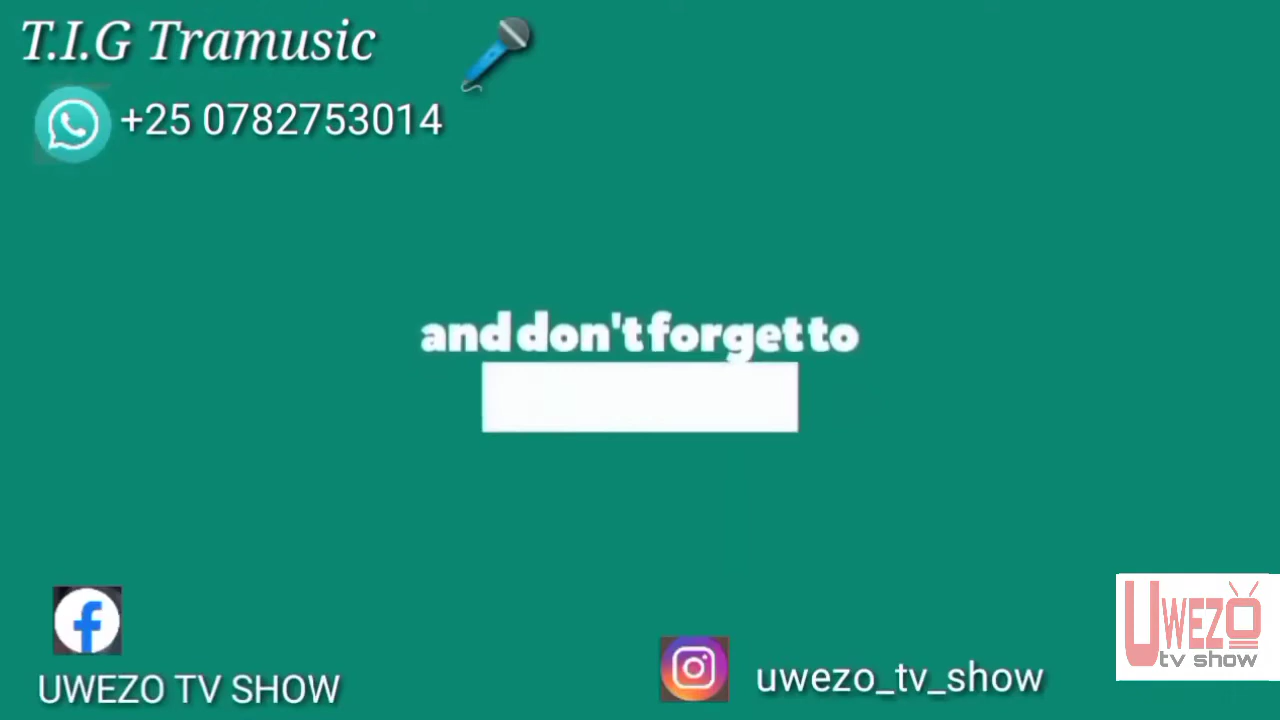 T.I.G Tramusic
+25 0782753014
and don't forget to
UWEZO TV SHOW
uwezo_tv_show
UWEZO
tv show